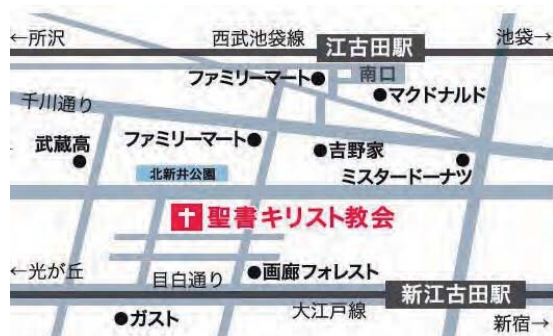 ←所沢
西武池袋線
江古田駅
池袋→
ファミリーマート
南口
マクドナルド
千川通り
武蔵高
ファミリーマート
吉野家
ミスタードーナツ
北新井公園
聖書キリスト教会
←光が丘
目白通り
画廊フォレスト
新江古田駅
ガスト
大江戸線
新宿→